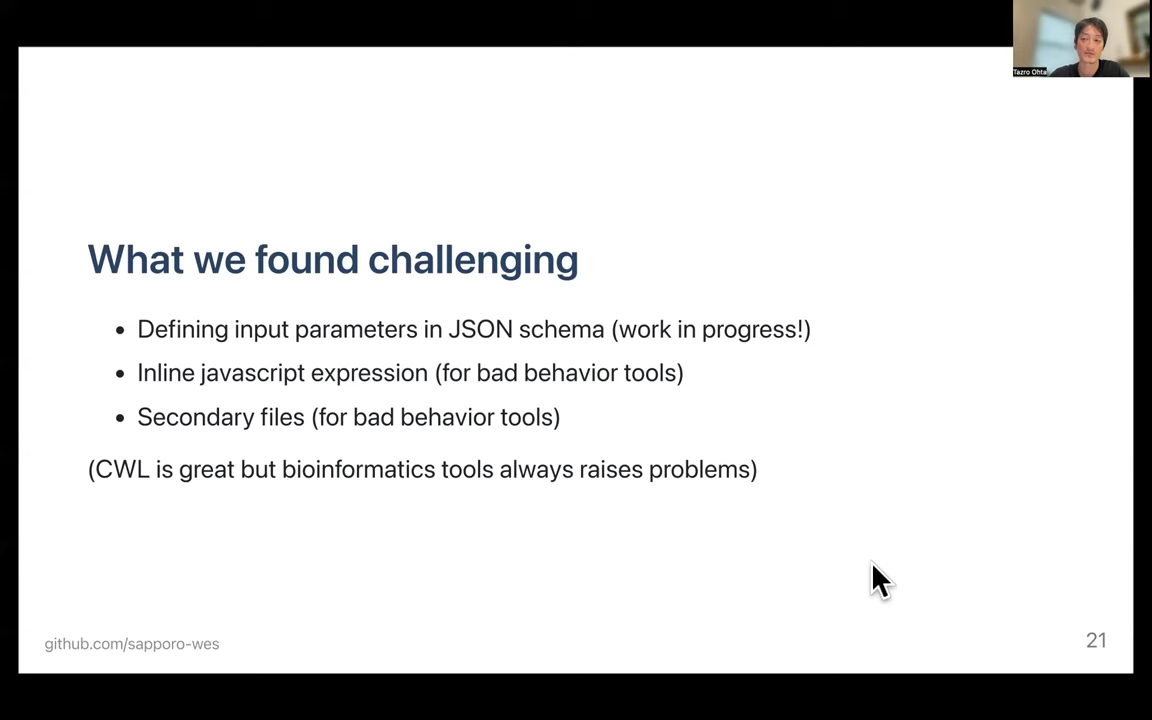 Tazro Ohta
What we found challenging
• Defining input parameters in JSON schema (work in progress!)
• Inline javascript expression (for bad behavior tools)
• Secondary files (for bad behavior tools)
(CWL is great but bioinformatics tools always raises problems)
github.com/sapporo-wes
21